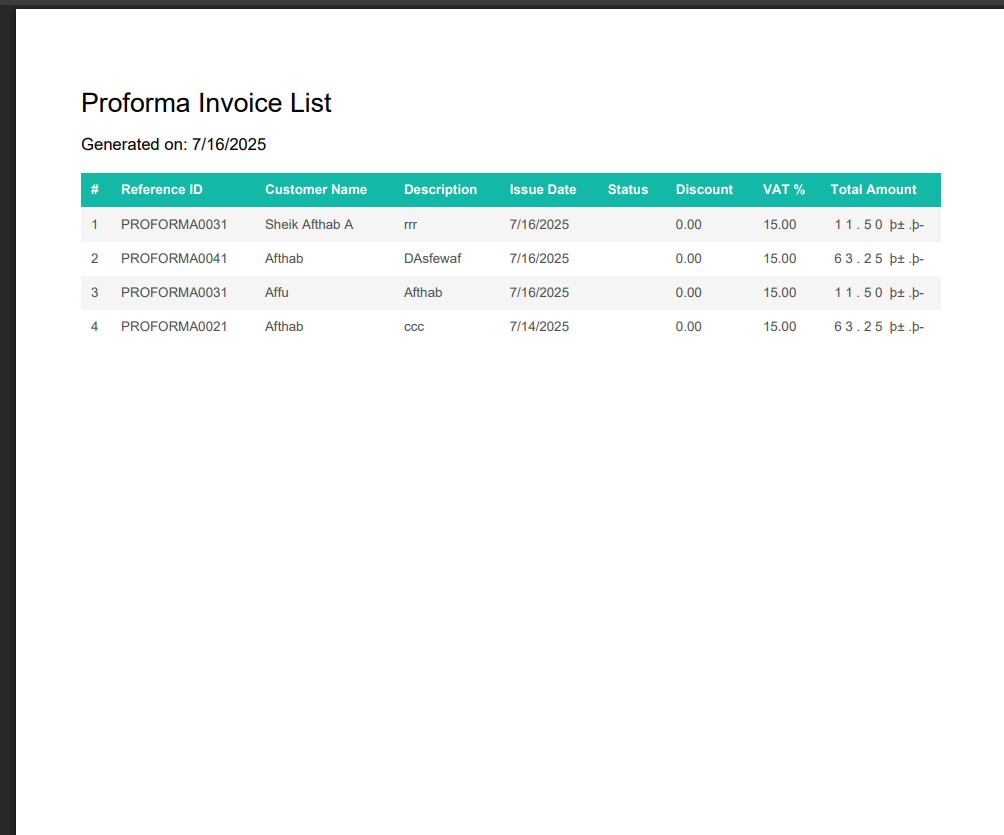 Proforma Invoice List
Generated on: 7/16/2025
# Reference ID Customer Name Description Issue Date Status Discount VAT % Total Amount
1 PROFORMA0031 Sheik Afthab A rrr 7/16/2025 0.00 15.00 1 1 . 5 0 þ± .þ-
2 PROFORMA0041 Afthab DAsfewaf 7/16/2025 0.00 15.00 6 3 . 2 5 þ± .þ-
3 PROFORMA0031 Affu Afthab 7/16/2025 0.00 15.00 1 1 . 5 0 þ± .þ-
4 PROFORMA0021 Afthab ccc 7/14/2025 0.00 15.00 6 3 . 2 5 þ± .þ-